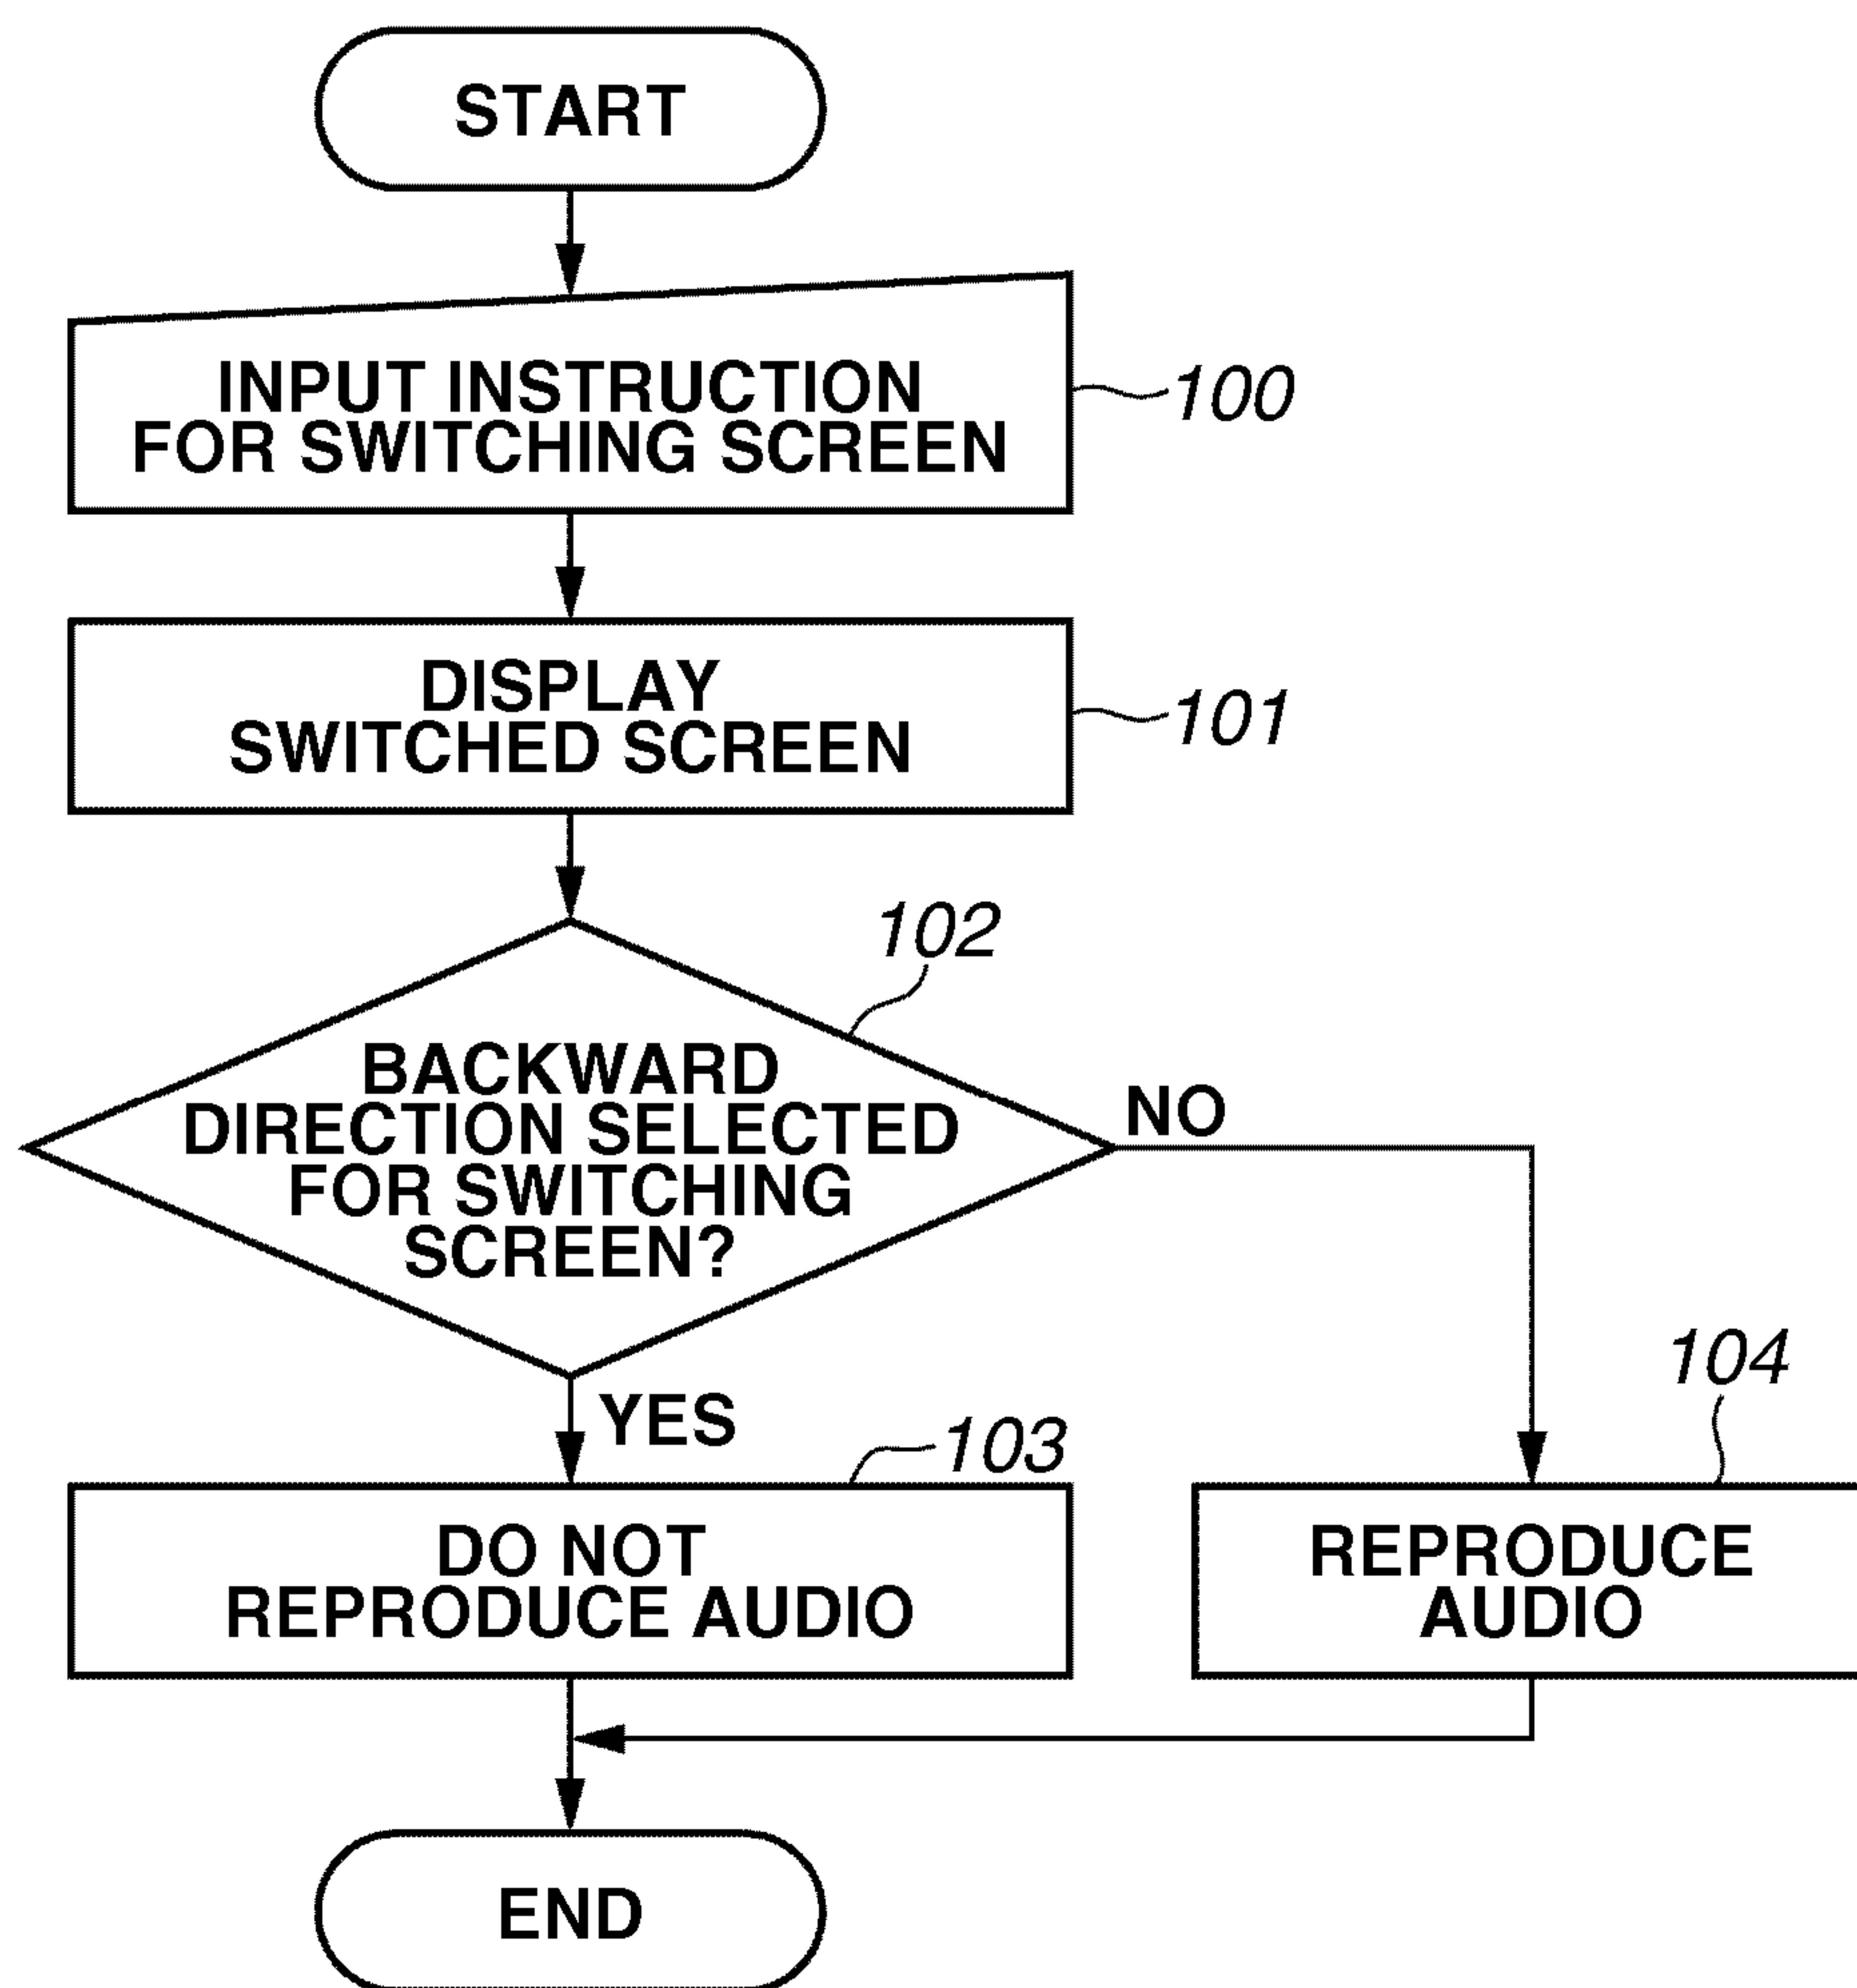 START
INPUT INSTRUCTION
FOR SWITCHING SCREEN
100
DISPLAY
SWITCHED SCREEN
101
102
BACKWARD
DIRECTION SELECTED
FOR SWITCHING
SCREEN?
NO
YES
103
104
DO NOT
REPRODUCE AUDIO
REPRODUCE
AUDIO
END